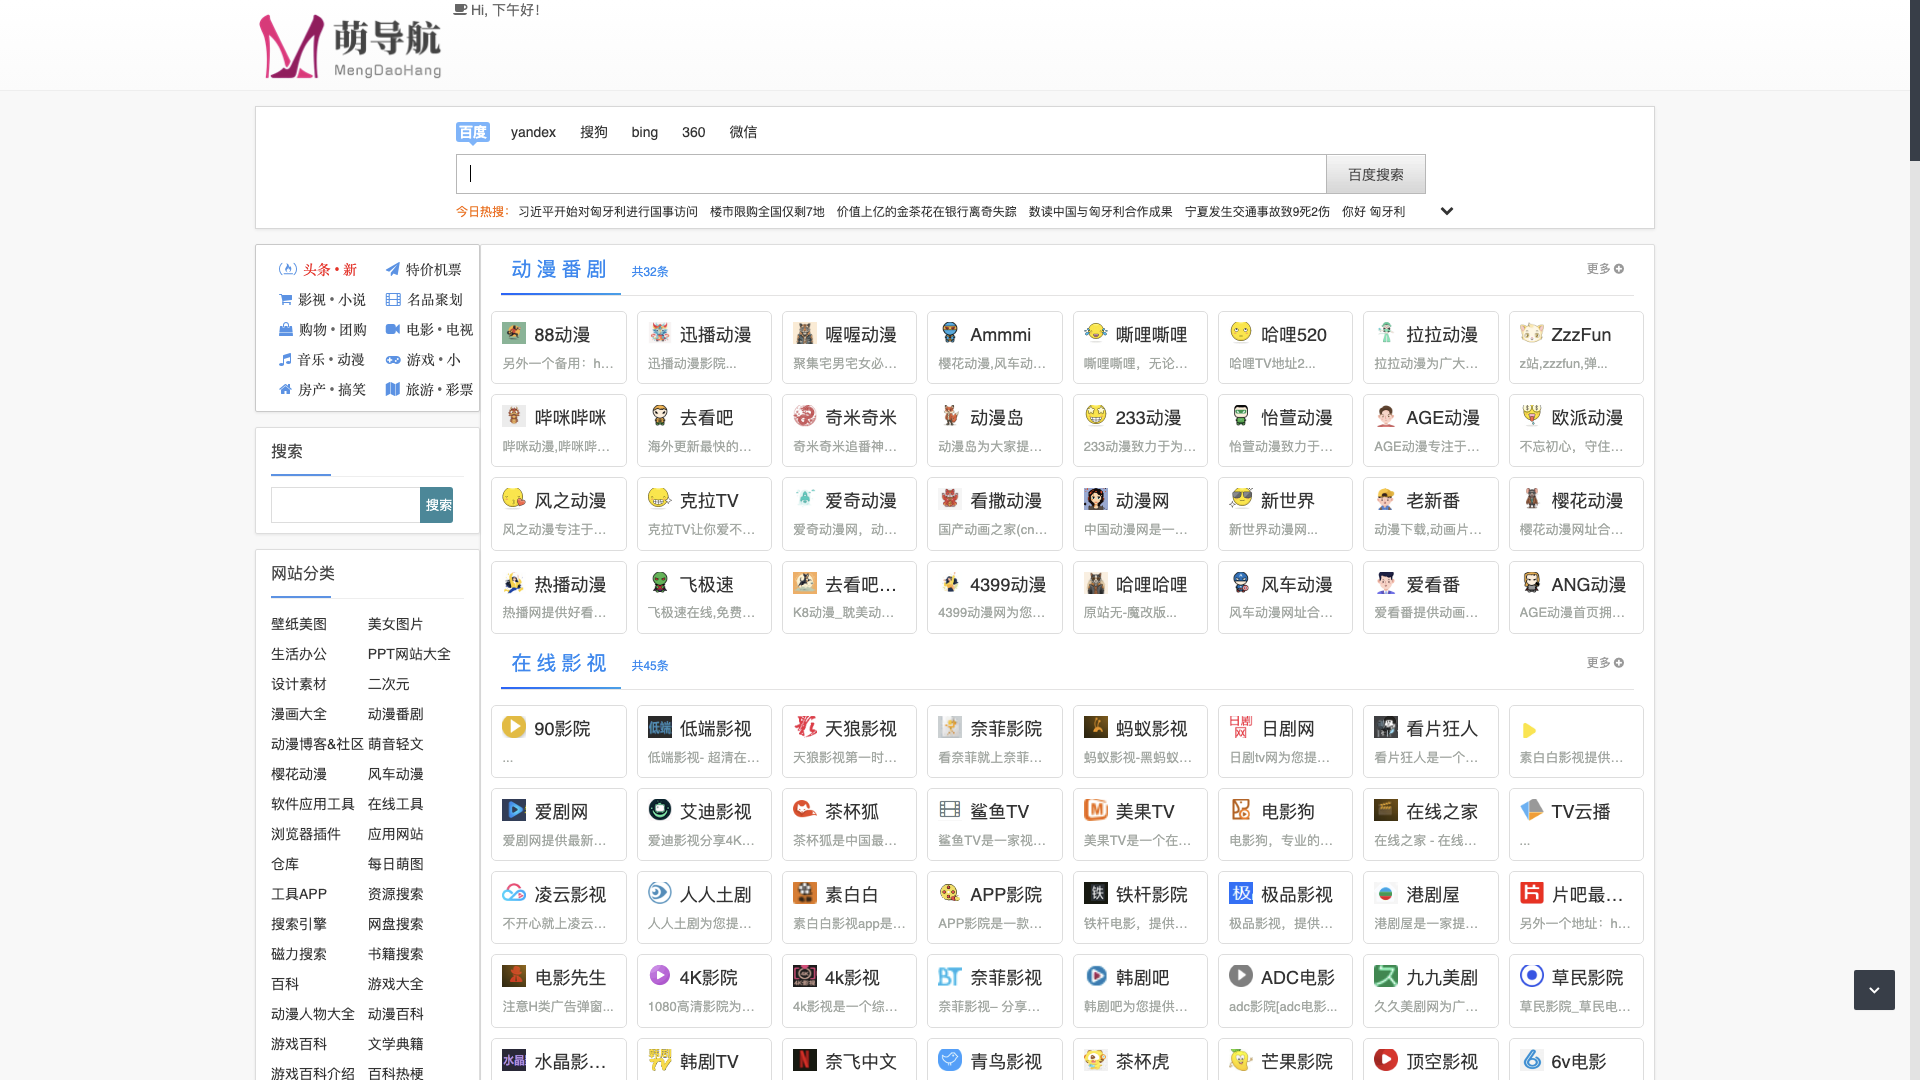 Hi, 下午好！
萌导航
MengDaoHang
百度 yandex 搜狗 bing 360 微信
百度搜索
今日热搜： 习近平开始对匈牙利进行国事访问 楼市限购全国仅剩7地 价值上亿的金茶花在银行离奇失踪 数读中国与匈牙利合作成果 宁夏发生交通事故致9死2伤 你好 匈牙利
头条 • 新 特价机票
影视 • 小说 名品聚划
购物 • 团购 电影 • 电视
音乐 • 动漫 游戏 • 小
房产 • 搞笑 旅游 • 彩票
搜索
搜索
网站分类
壁纸美图 美女图片
生活办公 PPT网站大全
设计素材 二次元
漫画大全 动漫番剧
动漫博客&社区 萌音轻文
樱花动漫 风车动漫
软件应用工具 在线工具
浏览器插件 应用网站
仓库 每日萌图
工具APP 资源搜索
搜索引擎 网盘搜索
磁力搜索 书籍搜索
百科 游戏大全
动漫人物大全 动漫百科
游戏百科 文学典籍
游戏百科介绍 百科热梗
动漫番剧 共32条 更多
88动漫 迅播动漫 喔喔动漫 Ammmi 嘶哩嘶哩 哈哩520 拉拉动漫 ZzzFun
另外一个备用：h... 迅播动漫影院... 聚集宅男宅女必... 樱花动漫,风车动... 嘶哩嘶哩，无论... 哈哩TV地址2... 拉拉动漫为广大... z站,zzzfun,弹...
哔咪哔咪 去看吧 奇米奇米 动漫岛 233动漫 怡萱动漫 AGE动漫 欧派动漫
哔咪动漫,哔咪哔... 海外更新最快的... 奇米奇米追番神... 动漫岛为大家提... 233动漫致力于为... 怡萱动漫致力于... AGE动漫专注于... 不忘初心，守住...
风之动漫 克拉TV 爱奇动漫 看撒动漫 动漫网 新世界 老新番 樱花动漫
风之动漫专注于... 克拉TV让你爱不... 爱奇动漫网，动... 国产动画之家(cn... 中国动漫网是一... 新世界动漫网... 动漫下载,动画片... 樱花动漫网址合...
热播动漫 飞极速 去看吧... 4399动漫 哈哩哈哩 风车动漫 爱看番 ANG动漫
热播网提供好看... 飞极速在线,免费... K8动漫_耽美动... 4399动漫网为您... 原站无-魔改版... 风车动漫网址合... 爱看番提供动画... AGE动漫首页拥...
在线影视 共45条 更多
90影院 低端影视 天狼影视 奈菲影院 蚂蚁影视 日剧网 看片狂人
... 低端影视- 超清在... 天狼影视第一时... 看奈菲就上奈菲... 蚂蚁影视-黑蚂蚁... 日剧tv网为您提... 看片狂人是一个... 素白白影视提供...
爱剧网 艾迪影视 茶杯狐 鲨鱼TV 美果TV 电影狗 在线之家 TV云播
爱剧网提供最新... 爱迪影视分享4K... 茶杯狐是中国最... 鲨鱼TV是一家视... 美果TV是一个在... 电影狗，专业的... 在线之家 - 在线... ...
凌云影视 人人土剧 素白白 APP影院 铁杆影院 极品影视 港剧屋 片吧最...
不开心就上凌云... 人人土剧为您提... 素白白影视app是... APP影院是一款... 铁杆电影，提供... 极品影视，提供... 港剧屋是一家提... 另外一个地址：h...
电影先生 4K影院 4k影视 奈菲影视 韩剧吧 ADC电影 九九美剧 草民影院
注意H类广告弹窗... 1080高清影院为... 4k影视是一个综... 奈菲影视– 分享... 韩剧吧为您提供... adc影院[adc电影... 久久美剧网为广... 草民影院_草民电...
水晶影... 韩剧TV 奈飞中文 青鸟影视 茶杯虎 芒果影院 顶空影视 6v电影